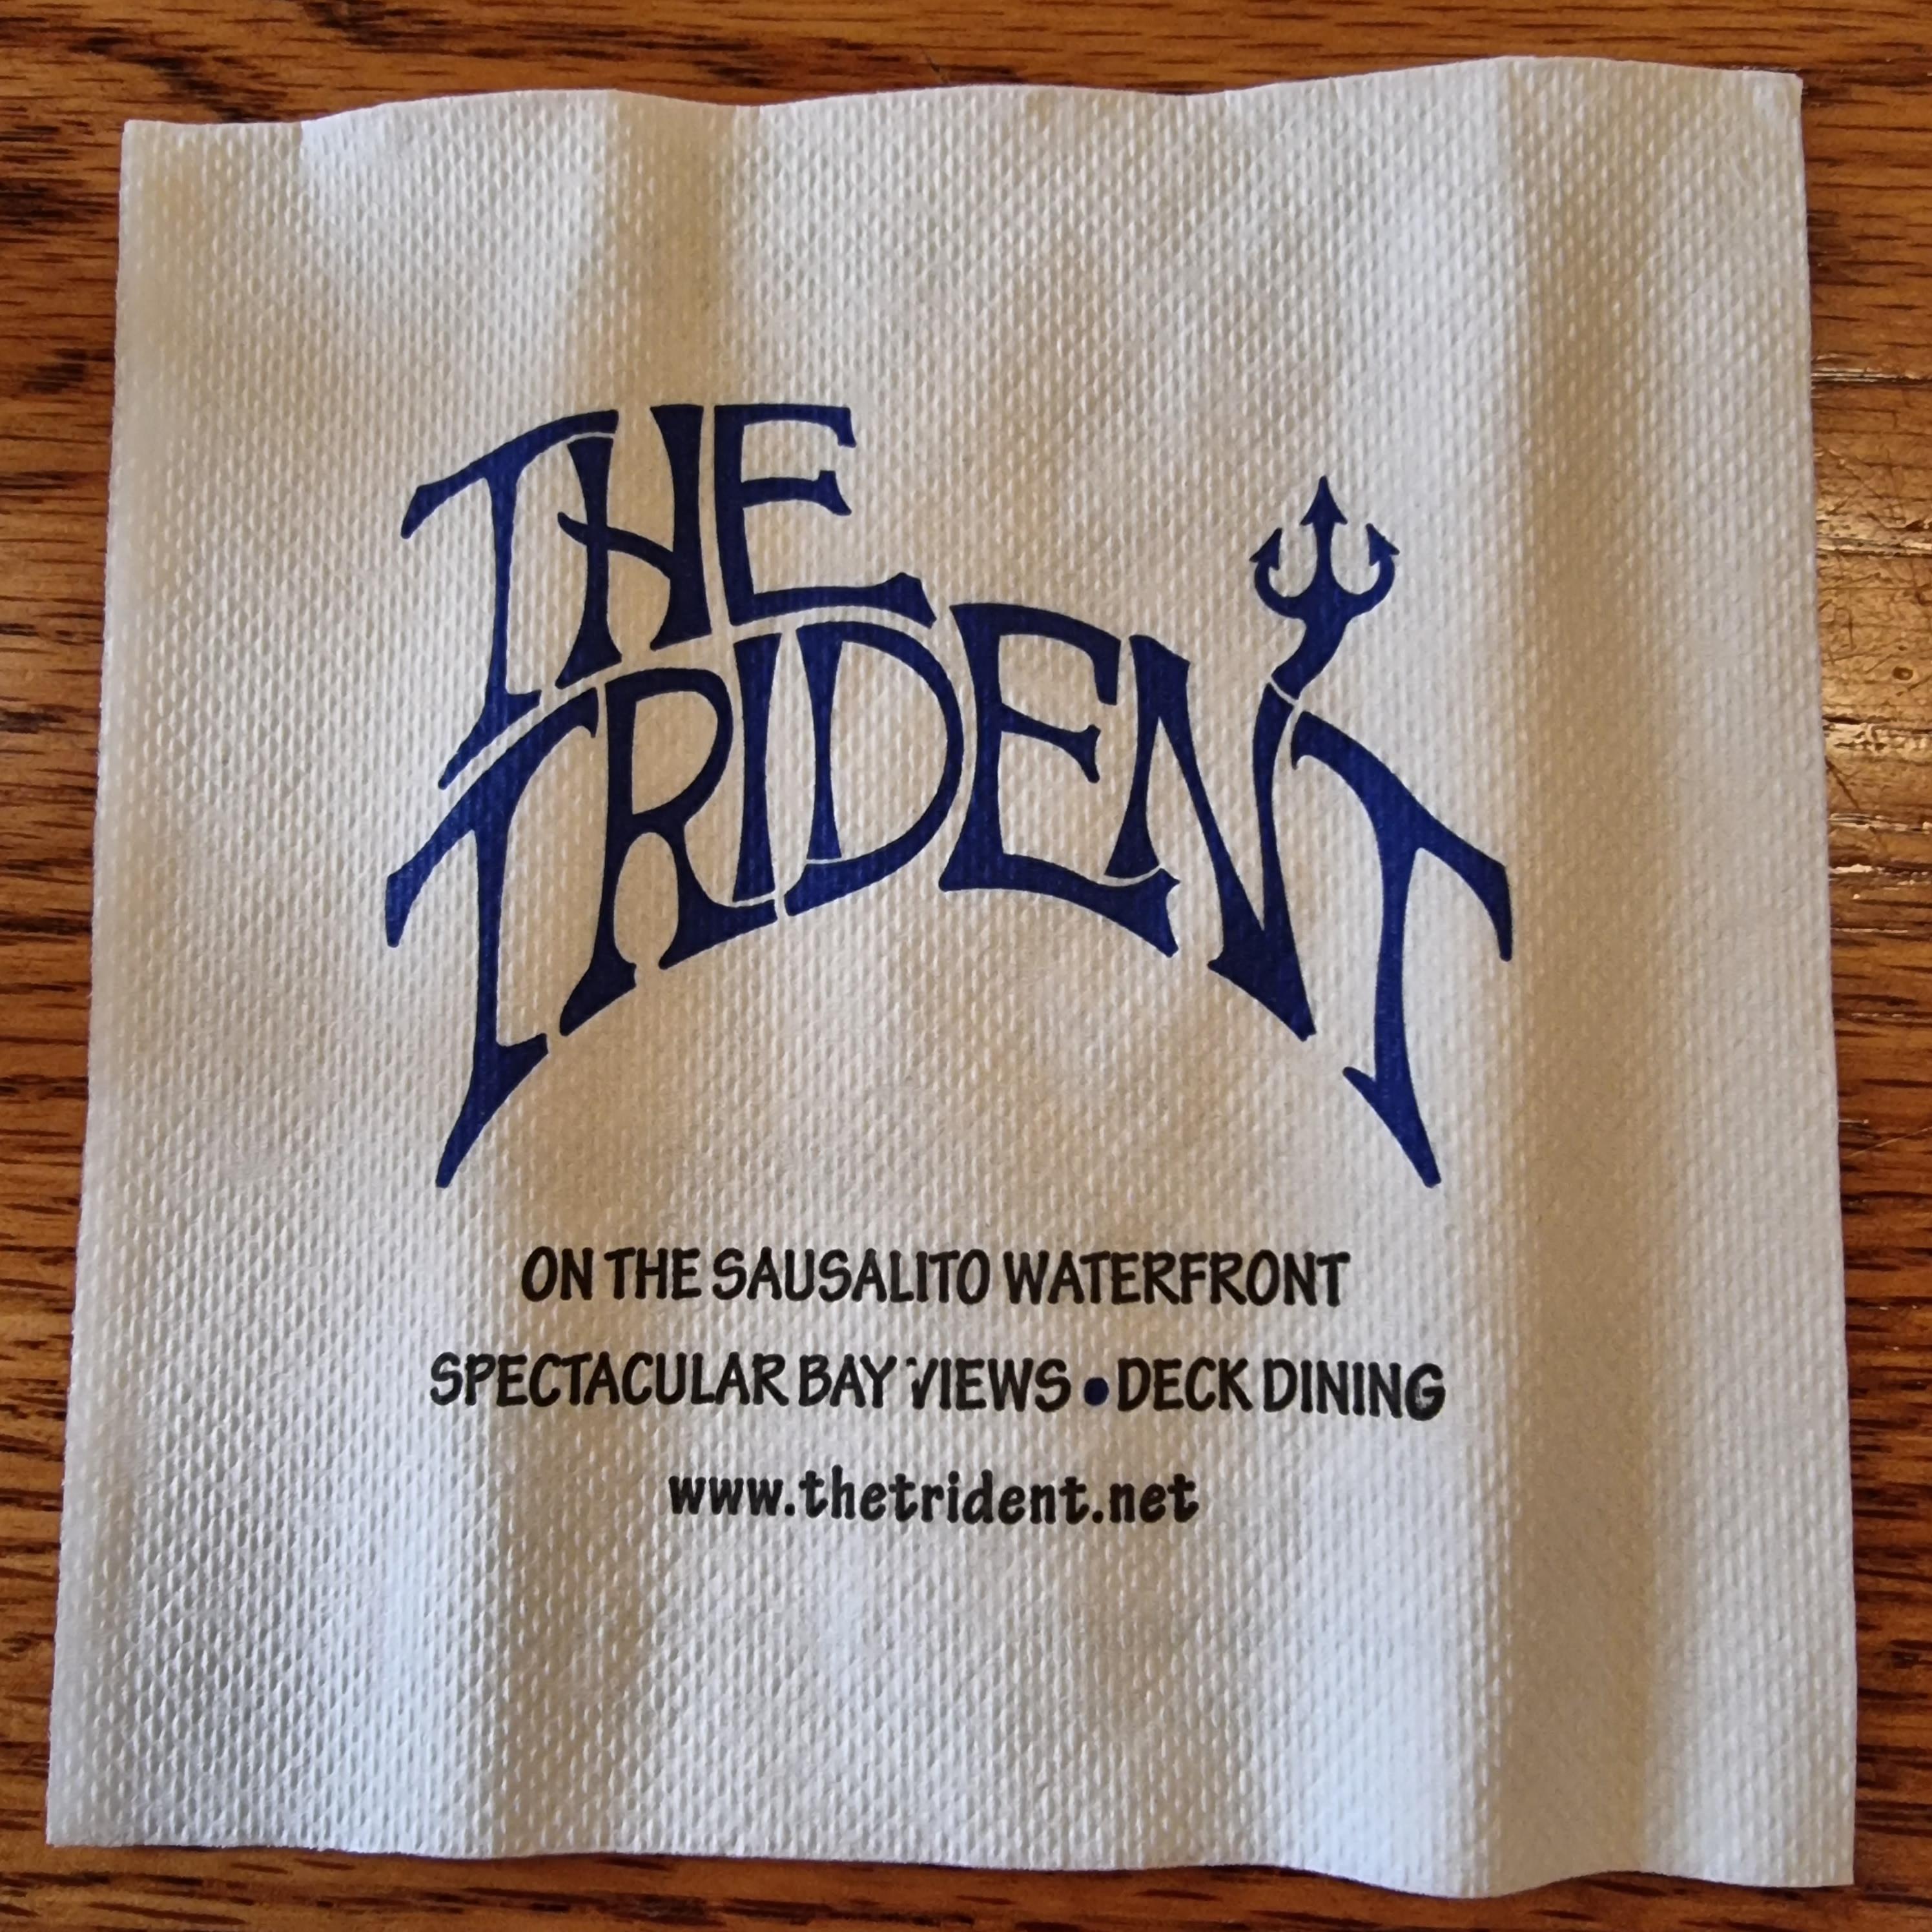 THE
TRIDENT
ON THE SAUSALITO WATERFRONT
SPECTACULAR BAY VIEWS • DECK DINING
www.thetrident.net